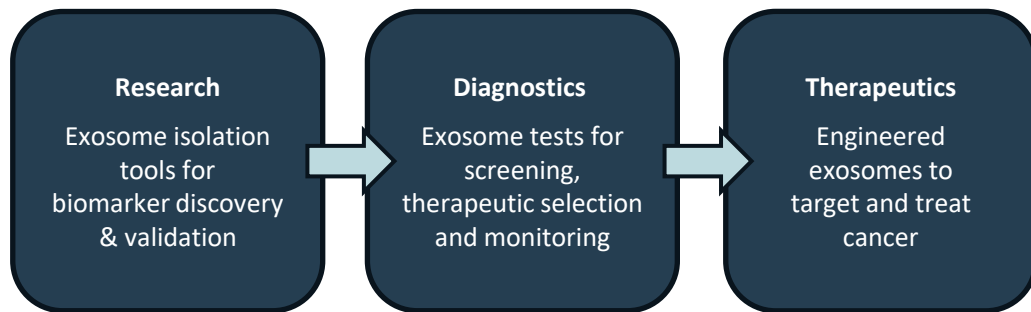 Research
Exosome isolation
tools for
biomarker discovery
& validation
Diagnostics
Exosome tests for
screening,
therapeutic selection
and monitoring
Therapeutics
Engineered
exosomes to
target and treat
cancer